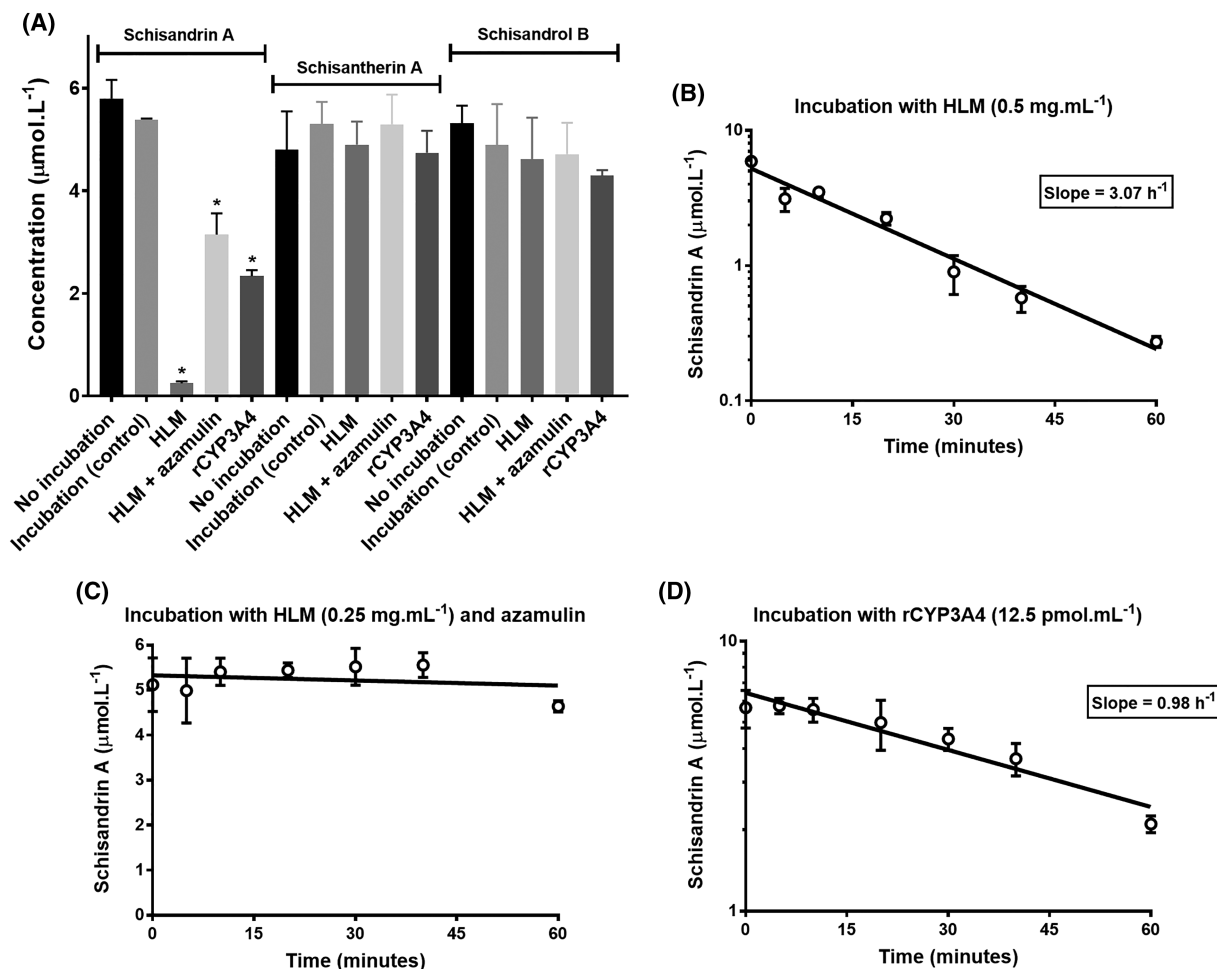 (A)
Schisandrin A
Schisantherin A
Schisandrol B
Concentration (μmol.L⁻¹)
6
4
2
0
*
*
*
No incubation
Incubation (control)
HLM
HLM + azamulin
rCYP3A4
No incubation
Incubation (control)
HLM
HLM + azamulin
rCYP3A4
No incubation
Incubation (control)
HLM
HLM + azamulin
rCYP3A4
(B)
Incubation with HLM (0.5 mg.mL⁻¹)
Schisandrin A (μmol.L⁻¹)
10
1
0.1
Slope = 3.07 h⁻¹
0 15 30 45 60
Time (minutes)
(C)
Incubation with HLM (0.25 mg.mL⁻¹) and azamulin
Schisandrin A (μmol.L⁻¹)
6
5
4
3
2
1
0
0 15 30 45 60
Time (minutes)
(D)
Incubation with rCYP3A4 (12.5 pmol.mL⁻¹)
Schisandrin A (μmol.L⁻¹)
10
1
Slope = 0.98 h⁻¹
0 15 30 45 60
Time (minutes)